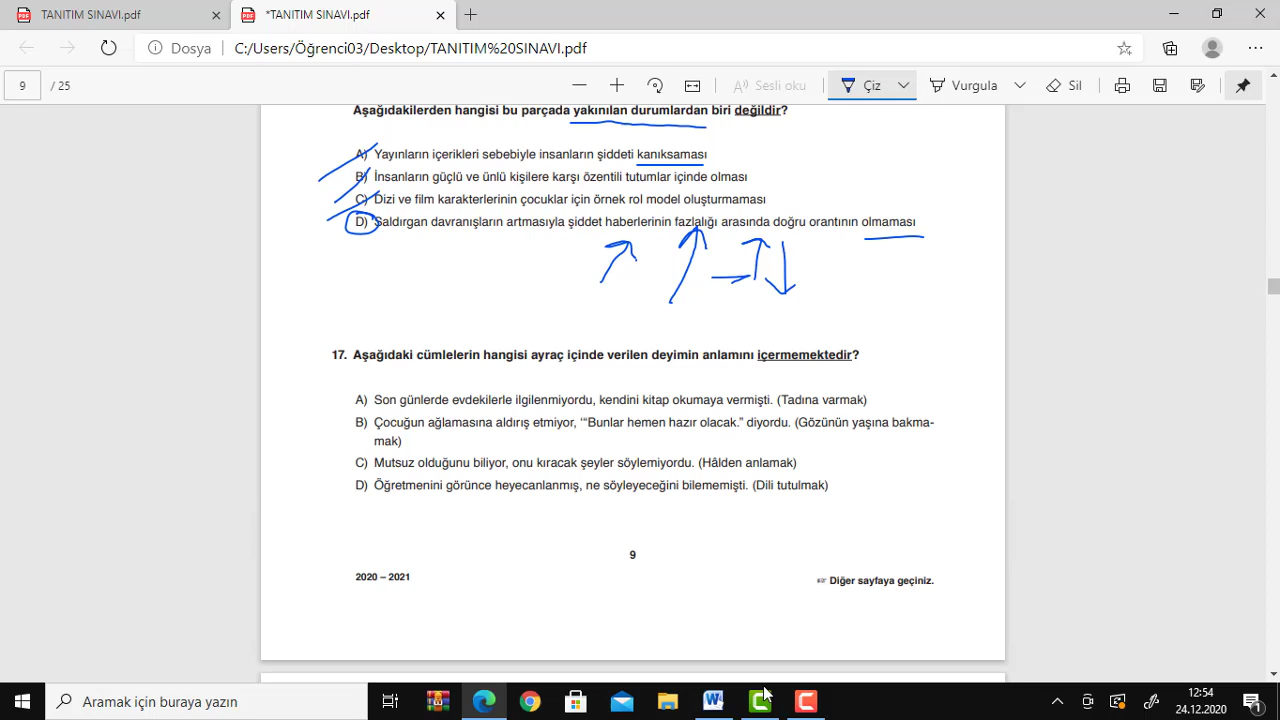 TANITIM SINAVI.pdf
*TANITIM SINAVI.pdf
Dosya
C:/Users/Öğrenci03/Desktop/TANITIM%20SINAVI.pdf
9
/ 25
Sesli oku
Çiz
Vurgula
Sil
Aşağıdakilerden hangisi bu parçada yakınılan durumlardan biri değildir?
A) Yayınların içerikleri sebebiyle insanların şiddeti kanıksaması
B) İnsanların güçlü ve ünlü kişilere karşı özentili tutumlar içinde olması
C) Dizi ve film karakterlerinin çocuklar için örnek rol model oluşturmaması
D) Saldırgan davranışların artmasıyla şiddet haberlerinin fazlalığı arasında doğru orantının olmaması
17. Aşağıdaki cümlelerin hangisi ayraç içinde verilen deyimin anlamını içermemektedir?
A) Son günlerde evdekilerle ilgilenmiyordu, kendini kitap okumaya vermişti. (Tadına varmak)
B) Çocuğun ağlamasına aldırış etmiyor, ‘“Bunlar hemen hazır olacak.” diyordu. (Gözünün yaşına bakma-
mak)
C) Mutsuz olduğunu biliyor, onu kıracak şeyler söylemiyordu. (Hâlden anlamak)
D) Öğretmenini görünce heyecanlanmış, ne söyleyeceğini bilememişti. (Dili tutulmak)
9
2020 – 2021
☞ Diğer sayfaya geçiniz.
Aramak için buraya yazın
12:54
24.12.2020
1